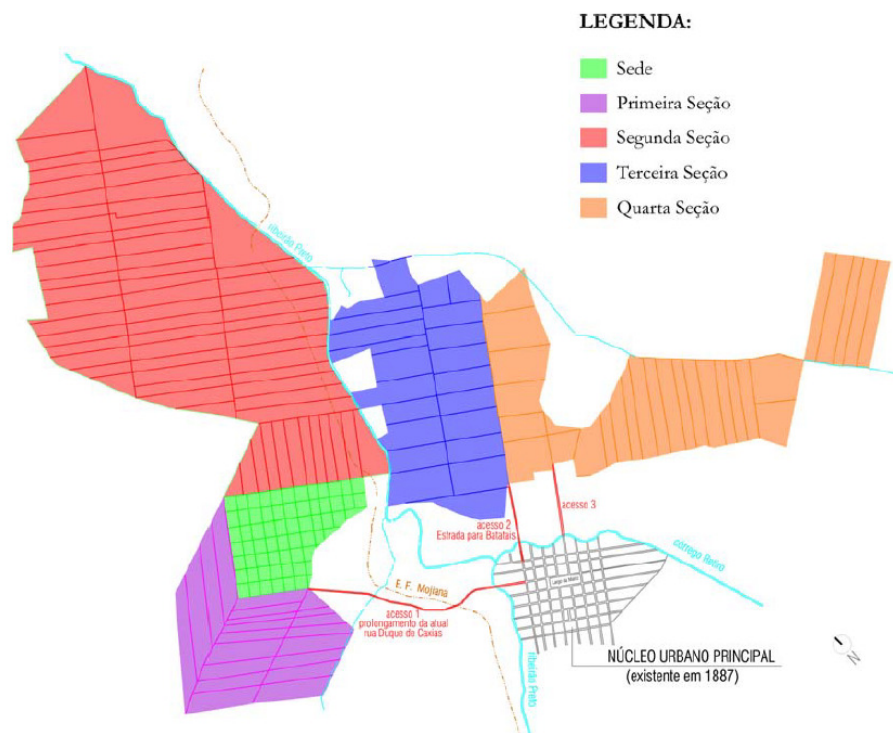 LEGENDA:
Sede
Primeira Seção
Segunda Seção
Terceira Seção
Quarta Seção
ribeirão Preto
acesso 2
Estrada para Batatais
acesso 3
córrego Retiro
E. F. Mojiana
acesso 1
prolongamento da atual
rua Duque de Caxias
Largo da Matriz
ribeirão Preto
NÚCLEO URBANO PRINCIPAL
(existente em 1887)
N